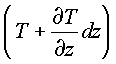 (T + ∂T/∂z dz)